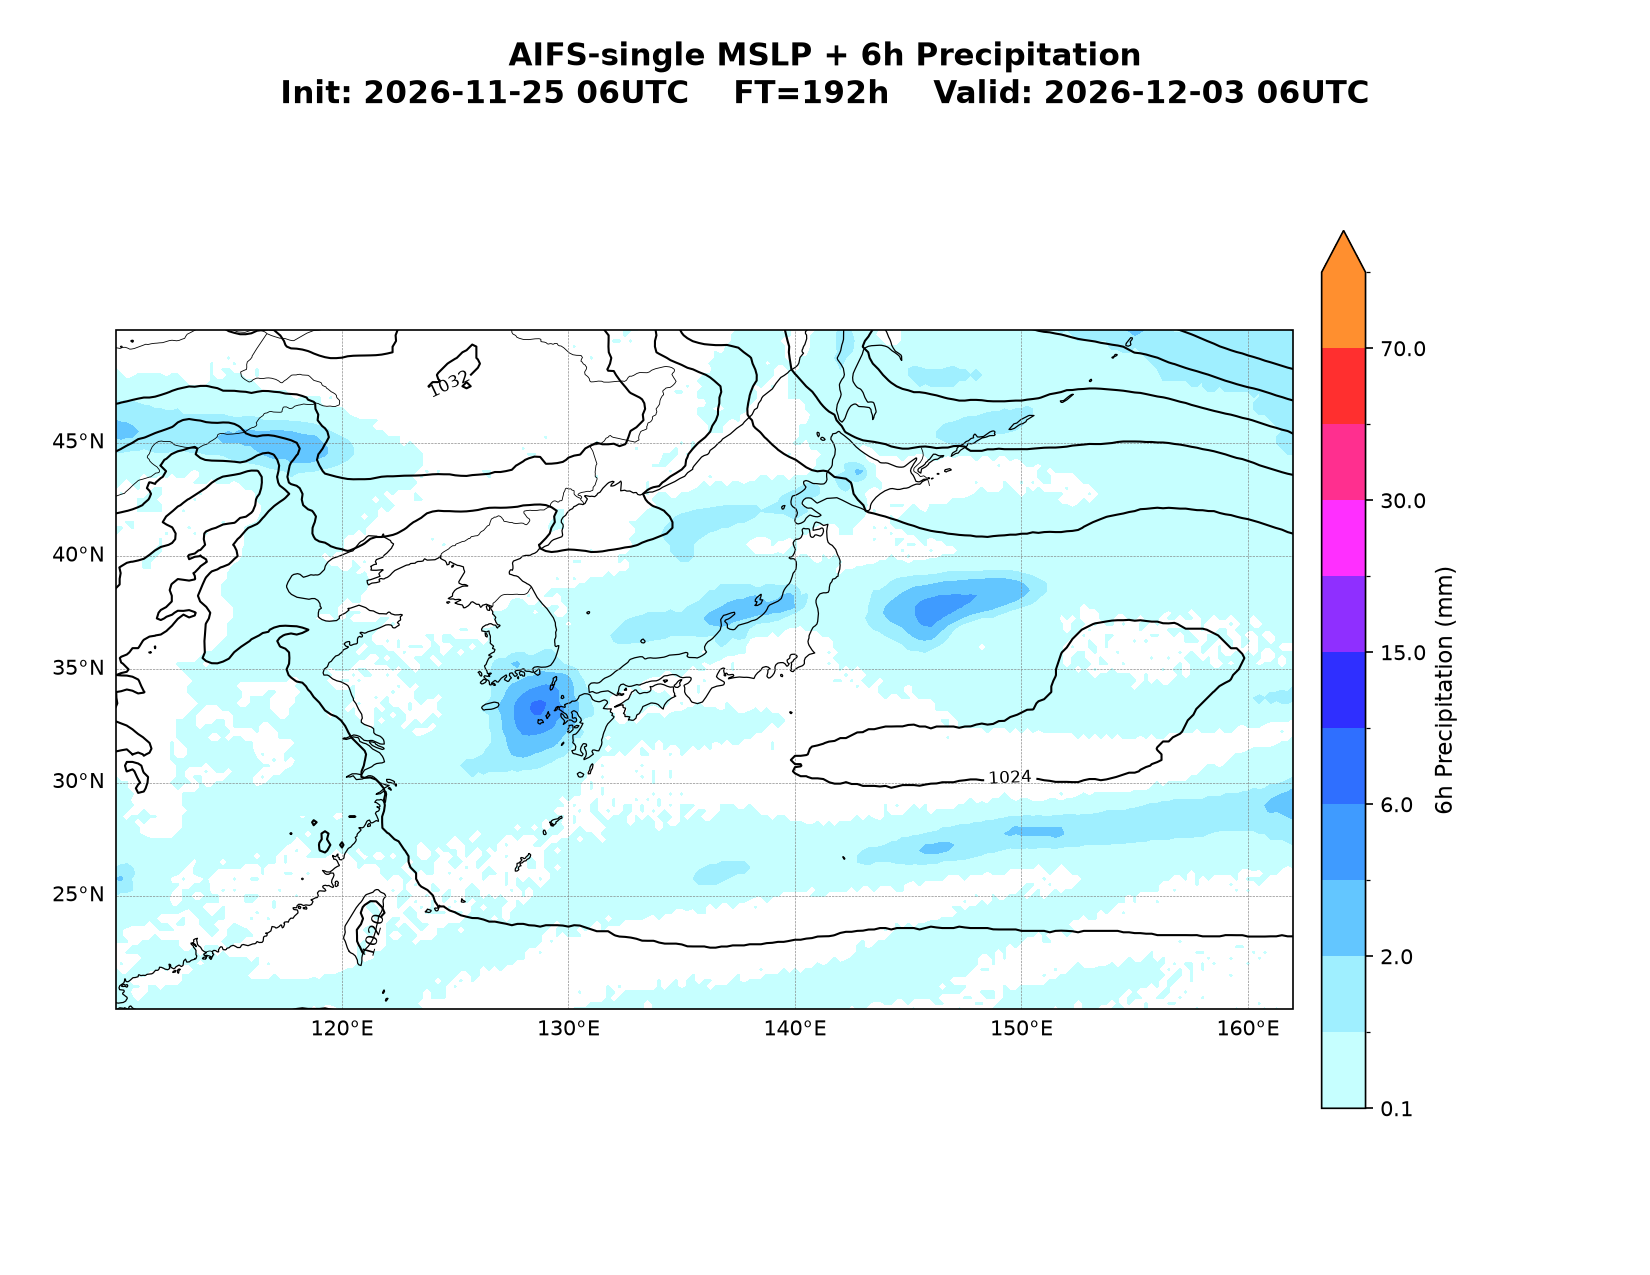 AIFS-single MSLP + 6h Precipitation
Init: 2026-11-25 06UTC    FT=192h    Valid: 2026-12-03 06UTC
70.0
30.0
15.0
6.0
2.0
0.1
6h Precipitation (mm)
45°N
40°N
35°N
30°N
25°N
1032
1024
1020
120°E
130°E
140°E
150°E
160°E